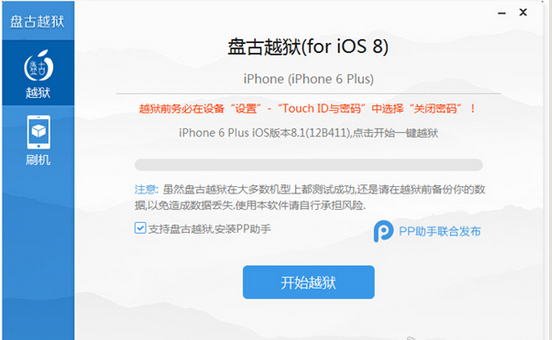 盘古越狱
盘古越狱(for iOS 8)
iPhone (iPhone 6 Plus)
越狱
越狱前务必在设备“设置”-“Touch ID与密码”中选择“关闭密码”！
iPhone 6 Plus iOS版本8.1(12B411),点击开始一键越狱
刷机
注意: 虽然盘古越狱在大多数机型上都测试成功,还是请在越狱前备份你的数
据,以免造成数据丢失.使用本软件请自行承担风险.
支持盘古越狱,安装PP助手
PP助手联合发布
开始越狱